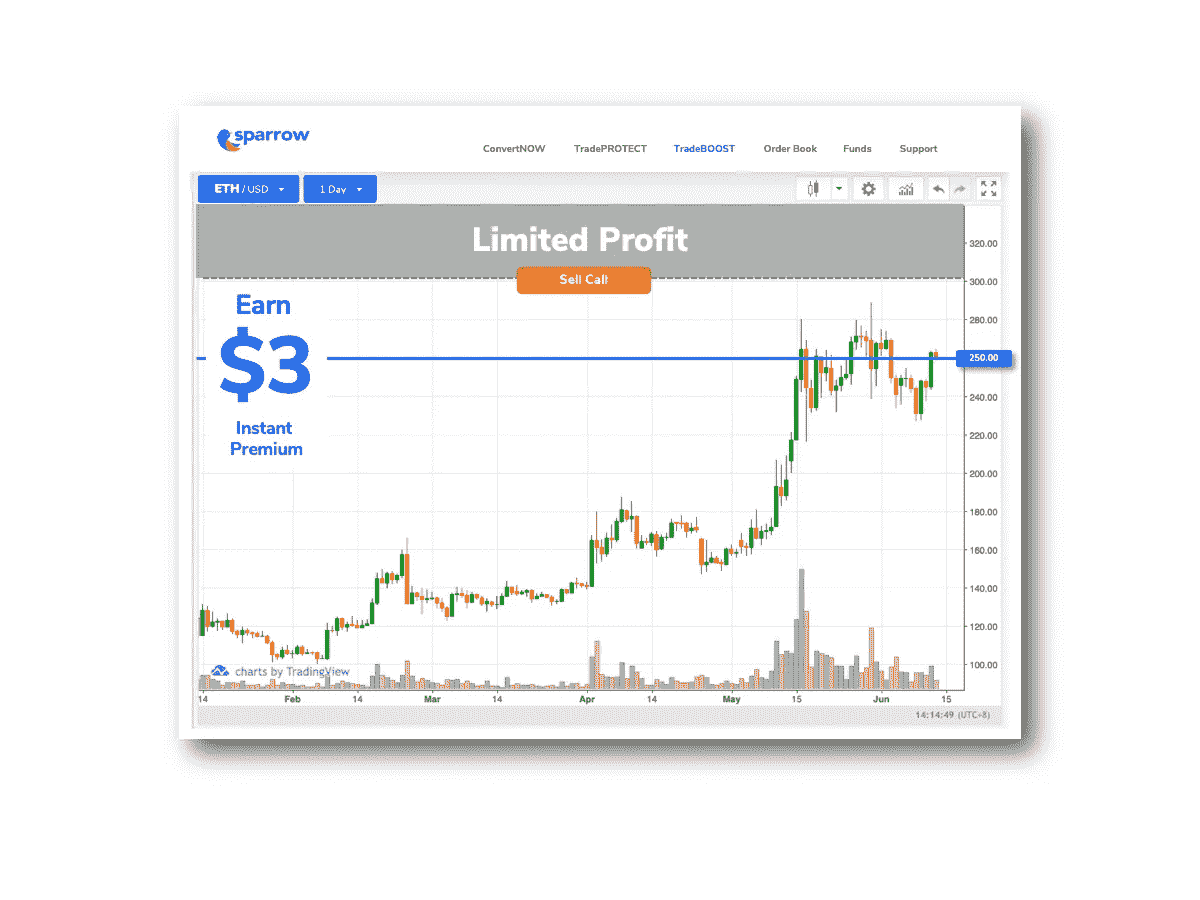 sparrow
ConvertNOW TradePROTECT TradeBOOST Order Book Funds Support
ETH / USD 1 Day
Limited Profit
Sell Call
Earn
$3
Instant
Premium
320.00
300.00
280.00
250.00
240.00
220.00
200.00
180.00
160.00
140.00
120.00
100.00
charts by TradingView
14 Feb 14 Mar 14 Apr 14 May 15 Jun 15
14:14:49 (UTC+8)